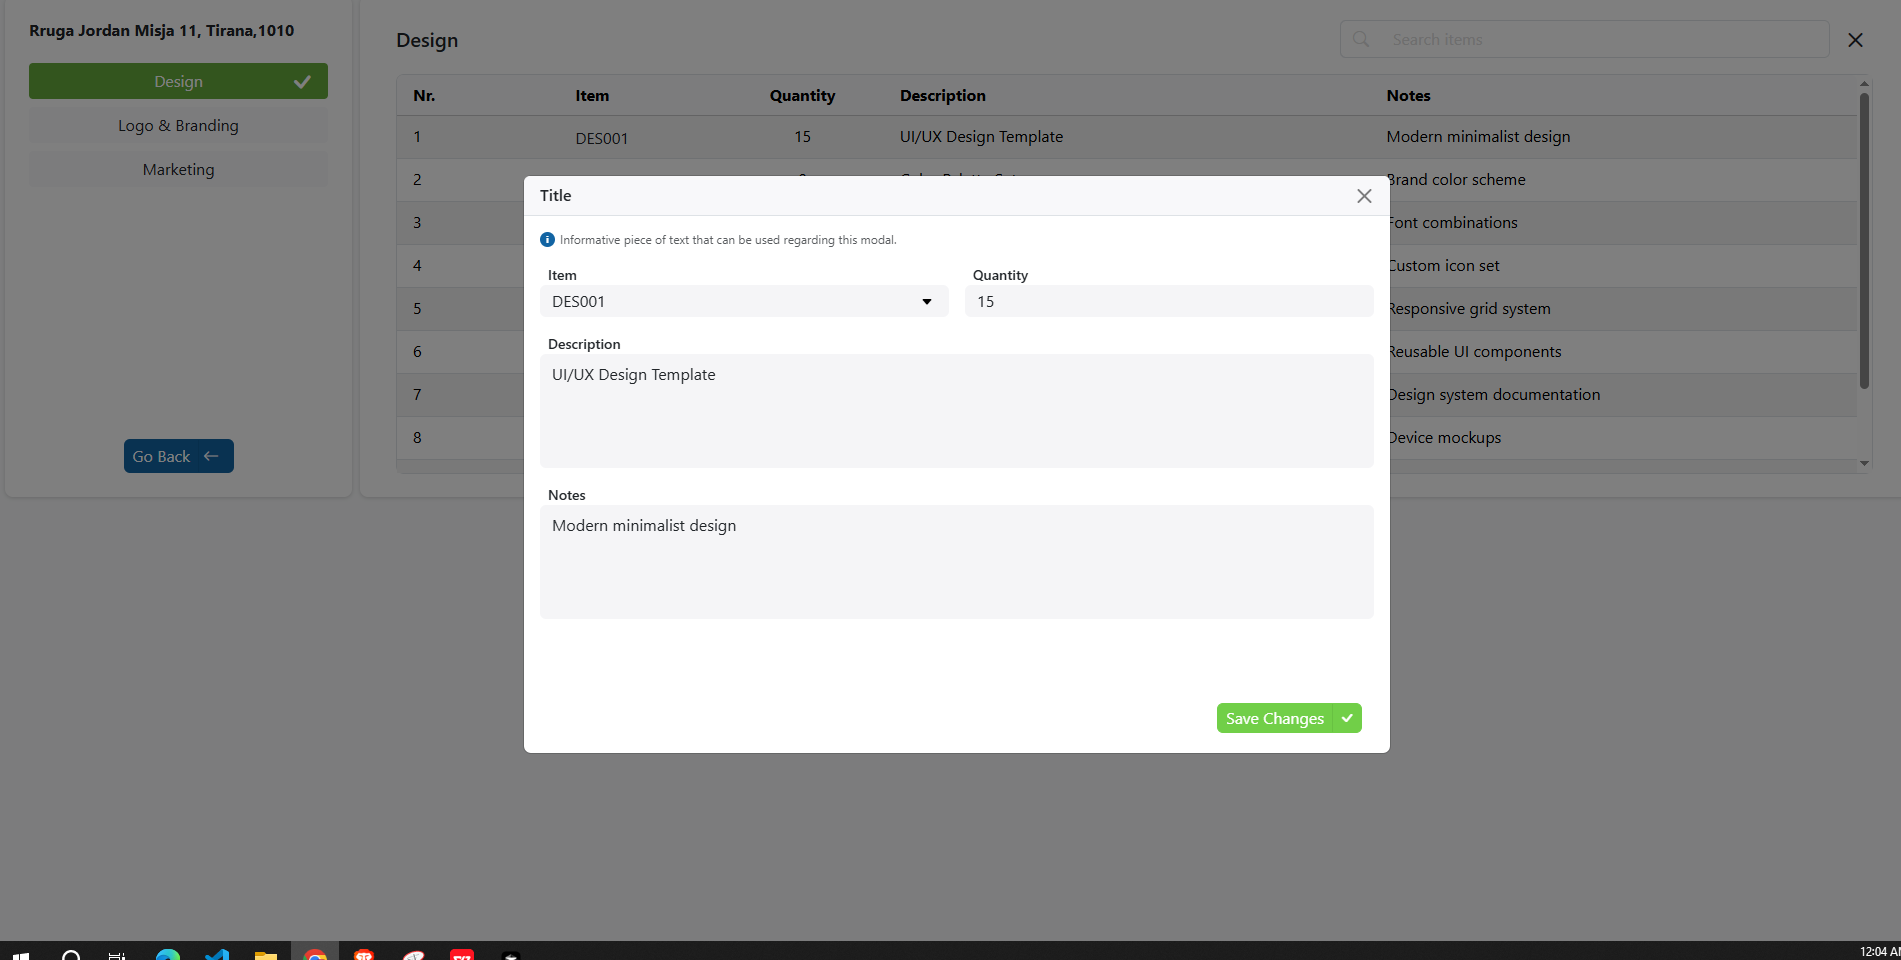 Rruga Jordan Misja 11, Tirana,1010
Design
Logo & Branding
Marketing
Go Back
Design
Search items
Nr. Item Quantity Description Notes
1 DES001 15 UI/UX Design Template Modern minimalist design
2 Brand color scheme
3 Font combinations
4 Custom icon set
5 Responsive grid system
6 Reusable UI components
7 Design system documentation
8 Device mockups
Title
Informative piece of text that can be used regarding this modal.
Item Quantity
DES001 15
Description
UI/UX Design Template
Notes
Modern minimalist design
Save Changes
12:04